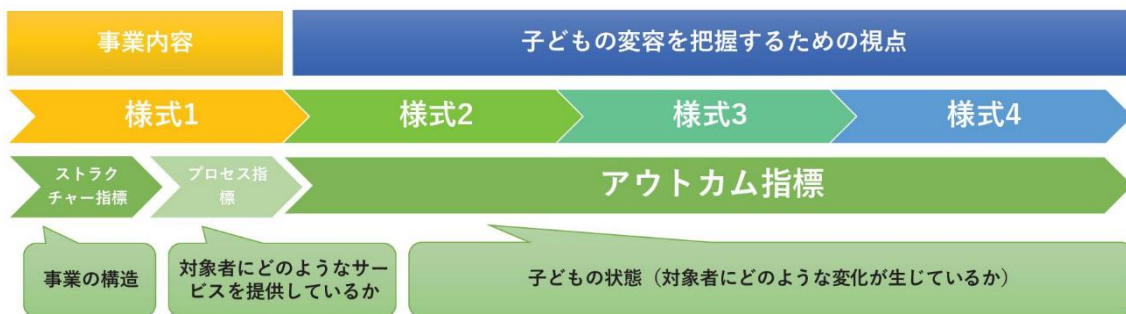 事業内容
子どもの変容を把握するための視点
様式1
様式2
様式3
様式4
ストラク
チャー指標
プロセス指
標
アウトカム指標
事業の構造
対象者にどのようなサー
ビスを提供しているか
子どもの状態（対象者にどのような変化が生じているか）